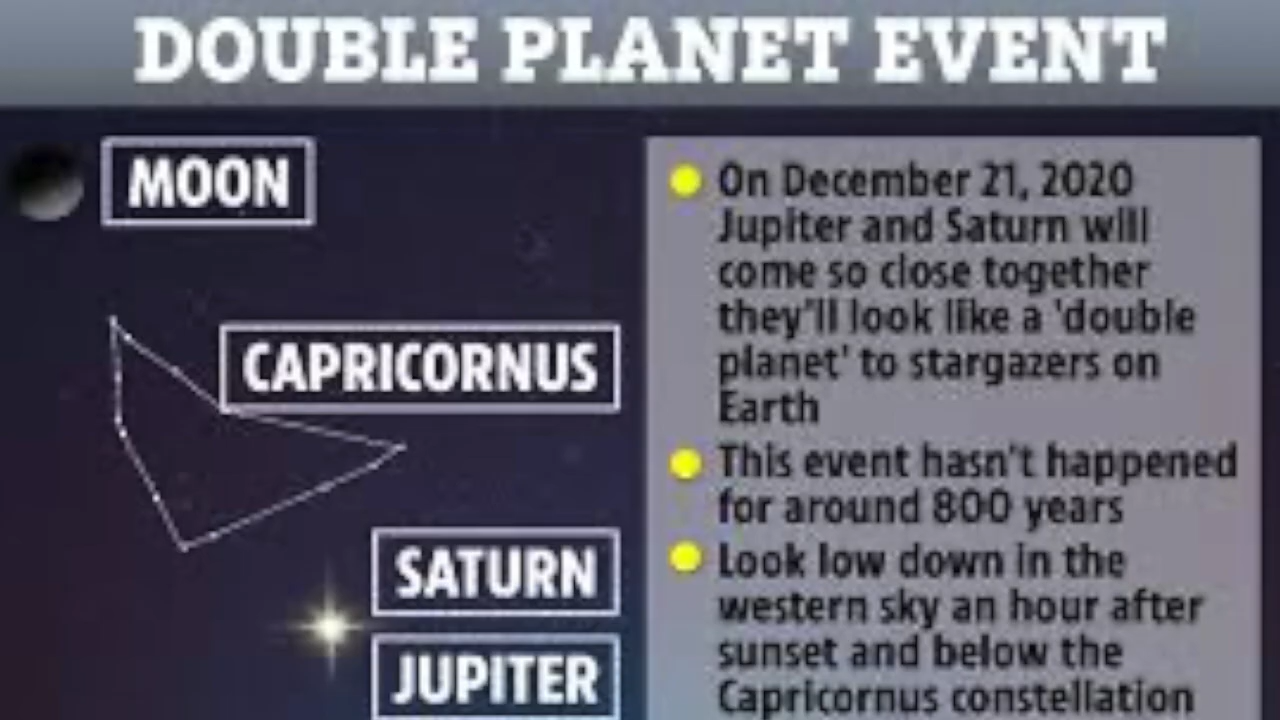 DOUBLE PLANET EVENT
MOON
CAPRICORNUS
SATURN
JUPITER
On December 21, 2020
Jupiter and Saturn will
come so close together
they'll look like a 'double
planet' to stargazers on
Earth
This event hasn't happened
for around 800 years
Look low down in the
western sky an hour after
sunset and below the
Capricornus constellation